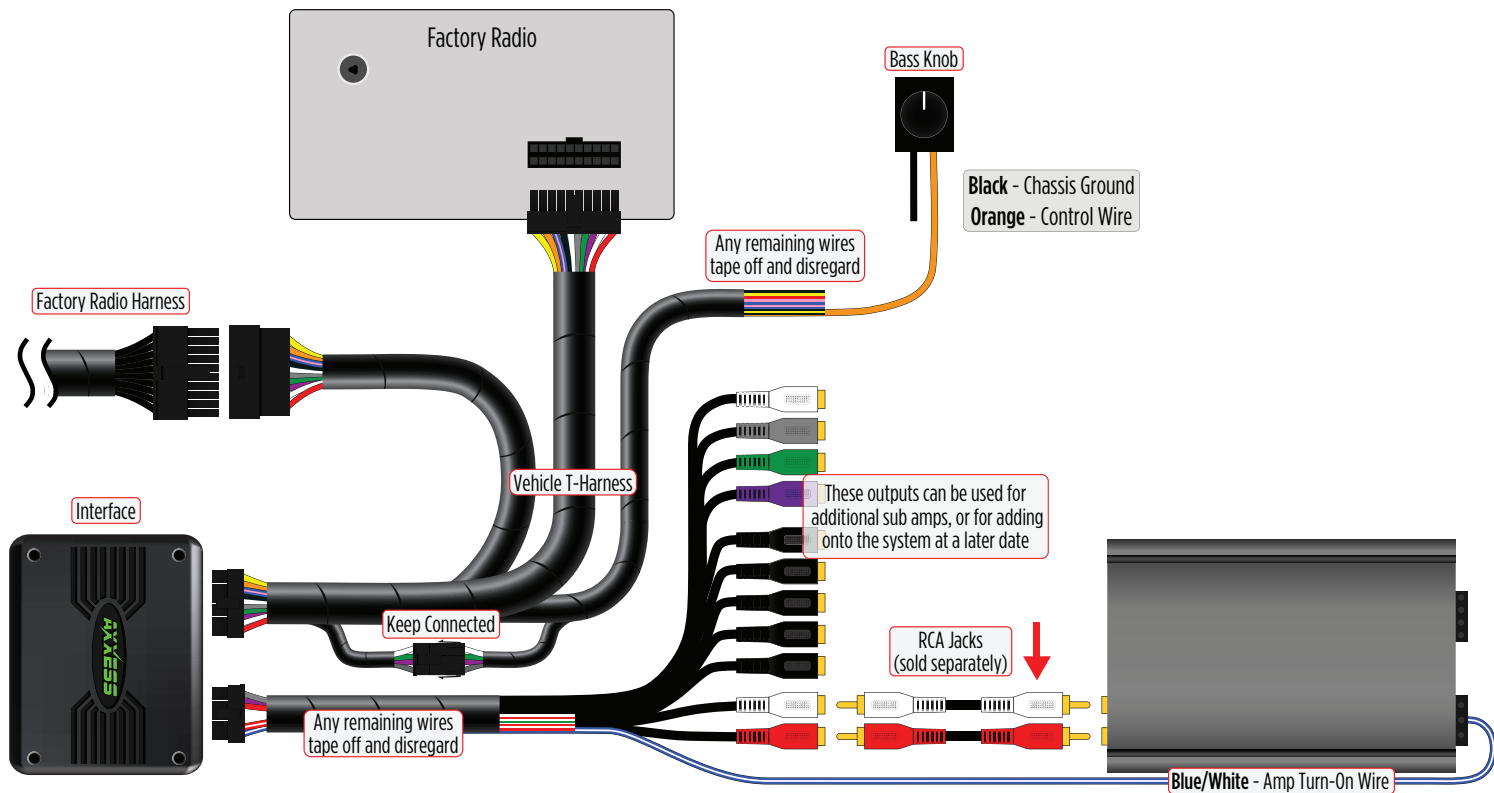 Factory Radio
Bass Knob
Black - Chassis Ground
Orange - Control Wire
Any remaining wires
tape off and disregard
Factory Radio Harness
Vehicle T-Harness
Interface
These outputs can be used for
additional sub amps, or for adding
onto the system at a later date
Keep Connected
AXXESS
RCA Jacks
(sold separately)
Any remaining wires
tape off and disregard
Blue/White - Amp Turn-On Wire